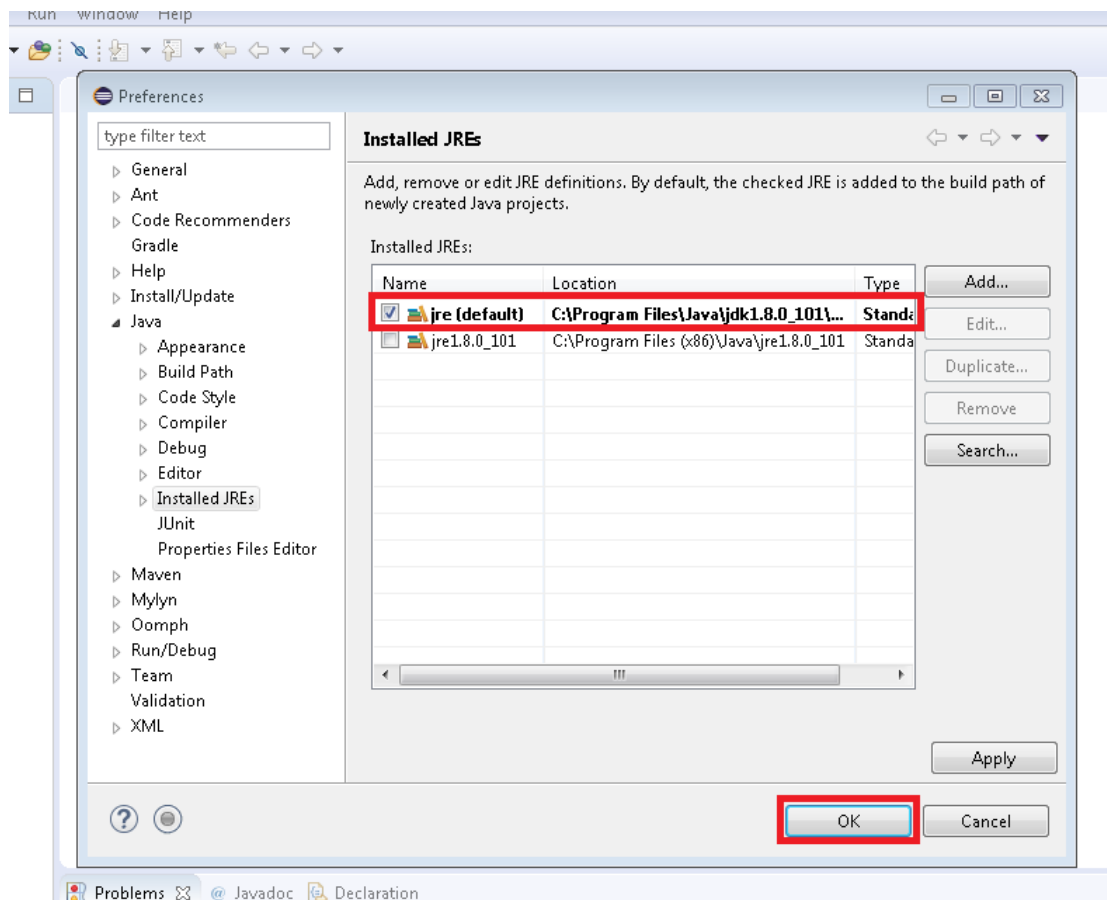 Run Window Help
Preferences
type filter text
General
Ant
Code Recommenders
Gradle
Help
Install/Update
Java
Appearance
Build Path
Code Style
Compiler
Debug
Editor
Installed JREs
JUnit
Properties Files Editor
Maven
Mylyn
Oomph
Run/Debug
Team
Validation
XML
Installed JREs
Add, remove or edit JRE definitions. By default, the checked JRE is added to the build path of
newly created Java projects.
Installed JREs:
Name Location Type
jre (default) C:\Program Files\Java\jdk1.8.0_101\... Standa
jre1.8.0_101 C:\Program Files (x86)\Java\jre1.8.0_101 Standa
Add...
Edit...
Duplicate...
Remove
Search...
Apply
OK Cancel
Problems @ Javadoc Declaration